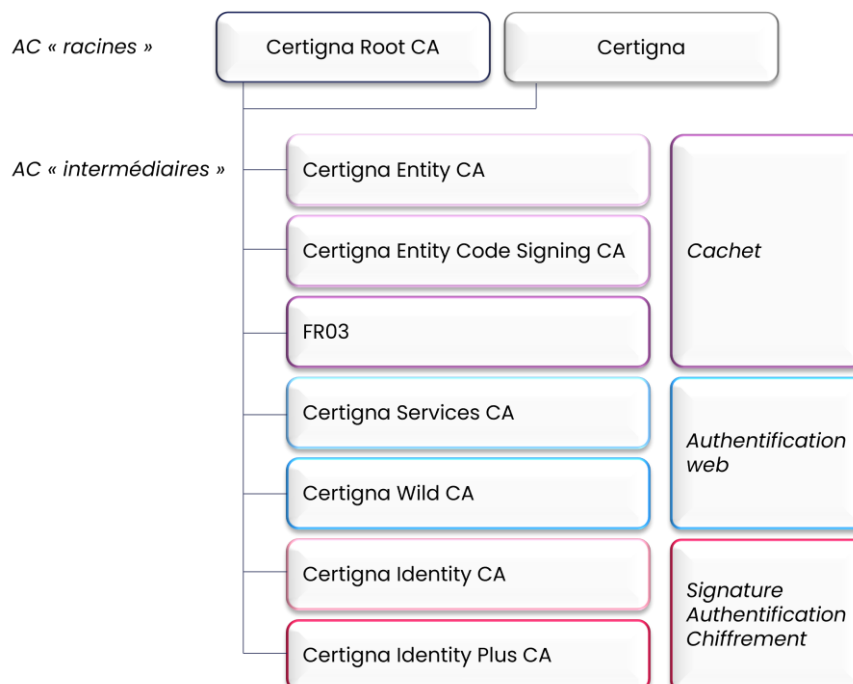 AC « racines »
Certigna Root CA
Certigna
AC « intermédiaires »
Certigna Entity CA
Certigna Entity Code Signing CA
Cachet
FR03
Certigna Services CA
Authentification
web
Certigna Wild CA
Certigna Identity CA
Signature
Authentification
Chiffrement
Certigna Identity Plus CA